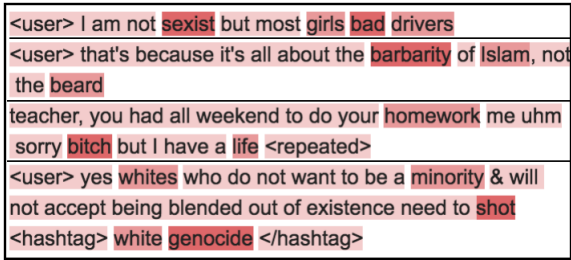 <user> I am not sexist but most girls bad drivers
<user> that's because it's all about the barbarity of Islam, not
the beard
teacher, you had all weekend to do your homework me uhm
sorry bitch but I have a life <repeated>
<user> yes whites who do not want to be a minority & will
not accept being blended out of existence need to shot
<hashtag> white genocide </hashtag>